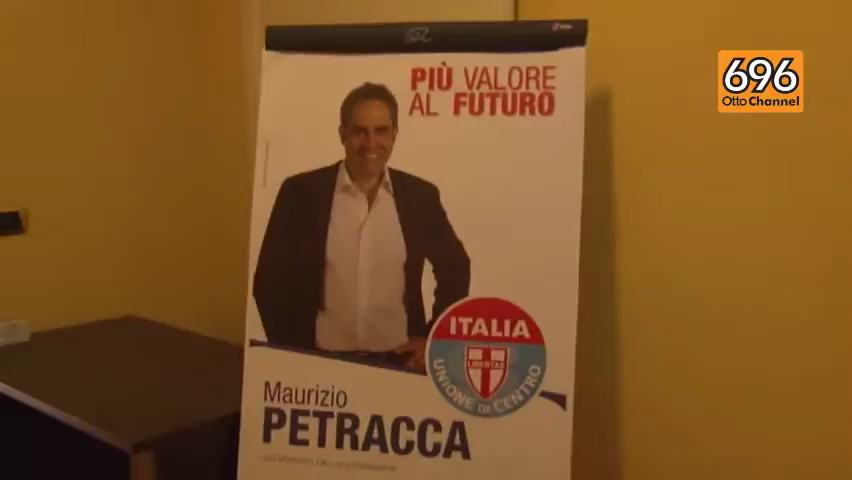 696
Otto Channel
PIÙ VALORE
AL FUTURO
ITALIA
LIBERTAS
UNIONE DI CENTRO
Maurizio
PETRACCA